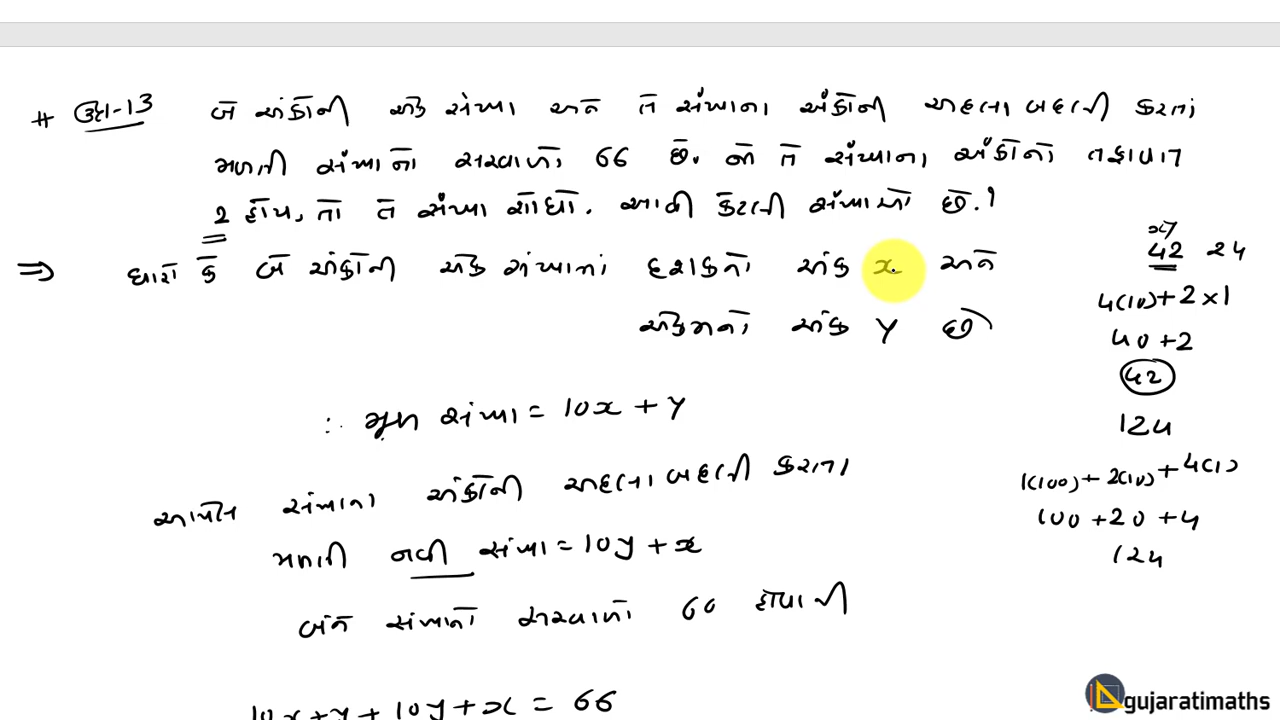 # ઉદા-13 બે અંકોની એક સંખ્યા અને તે સંખ્યાના અંકોની અદલા બદલી કરતાં
મળતી સંખ્યાનો સરવાળો 66 છે. જો તે સંખ્યાના અંકોનો તફાવત
2 હોય, તો તે સંખ્યા શોધો. આવી કેટલી સંખ્યાઓ છે.?
⇒ ધારો કે બે અંકોની એક સંખ્યાનાં દશકનો અંક x અને
એકમનો અંક y છે
∴ મૂળ સંખ્યા = 10x + y
સંખ્યાના અંકોની અદલા બદલી કરતા
મળતી નવી સંખ્યા = 10y + x
બંને સંખ્યાનો સરવાળો 66 હોવાની
10x + y + 10y + x = 66
xy
42 24
4(10) + 2 × 1
40 + 2
42
124
1(100) + 2(10) + 4(1)
100 + 20 + 4
124
gujaratimaths